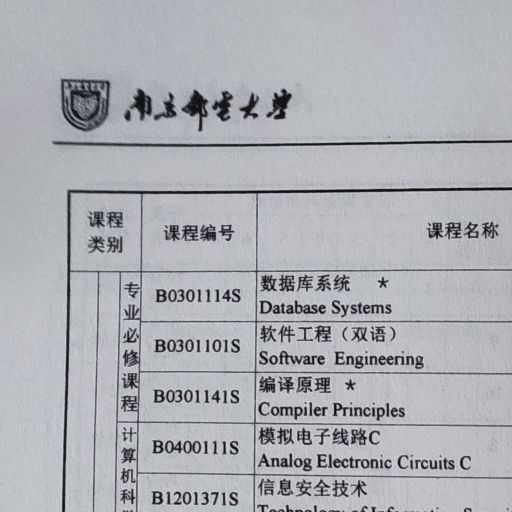 南京邮电大学
课程类别 课程编号 课程名称
专业必修课程
B0301114S 数据库系统 *
Database Systems
B0301101S 软件工程（双语）
Software Engineering
B0301141S 编译原理 *
Compiler Principles
计算机科
B0400111S 模拟电子线路C
Analog Electronic Circuits C
B1201371S 信息安全技术